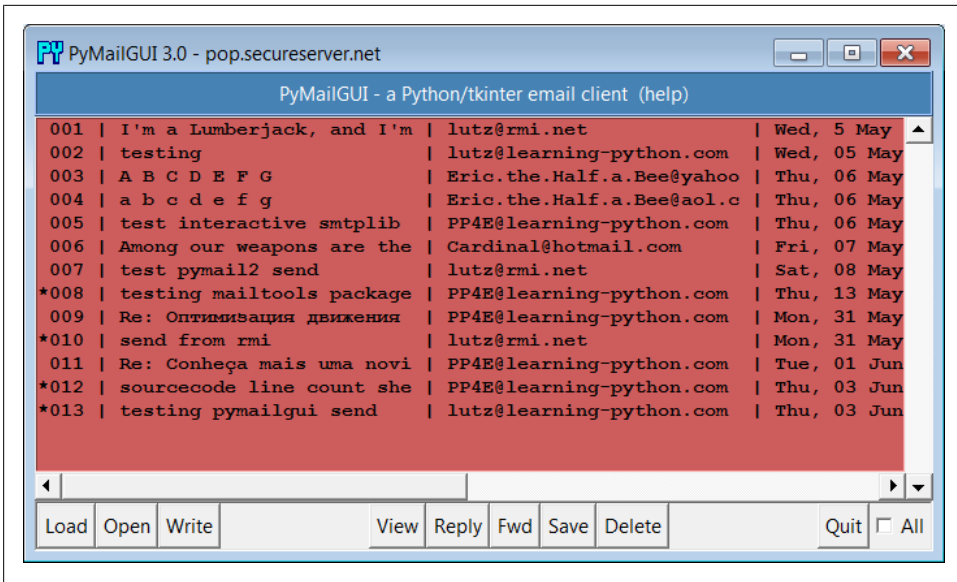 PyMailGUI 3.0 - pop.secureserver.net
PyMailGUI - a Python/tkinter email client (help)
001 | I'm a Lumberjack, and I'm | lutz@rmi.net | Wed, 5 May
002 | testing | lutz@learning-python.com | Wed, 05 May
003 | A B C D E F G | Eric.the.Half.a.Bee@yahoo | Thu, 06 May
004 | a b c d e f g | Eric.the.Half.a.Bee@aol.c | Thu, 06 May
005 | test interactive smtplib | PP4E@learning-python.com | Thu, 06 May
006 | Among our weapons are the | Cardinal@hotmail.com | Fri, 07 May
007 | test pymail2 send | lutz@rmi.net | Sat, 08 May
*008 | testing mailtools package | PP4E@learning-python.com | Thu, 13 May
009 | Re: Оптимизация движения | PP4E@learning-python.com | Mon, 31 May
*010 | send from rmi | lutz@rmi.net | Mon, 31 May
011 | Re: Conheça mais uma novi | PP4E@learning-python.com | Tue, 01 Jun
*012 | sourcecode line count she | PP4E@learning-python.com | Thu, 03 Jun
*013 | testing pymailgui send | lutz@learning-python.com | Thu, 03 Jun
Load Open Write View Reply Fwd Save Delete Quit All